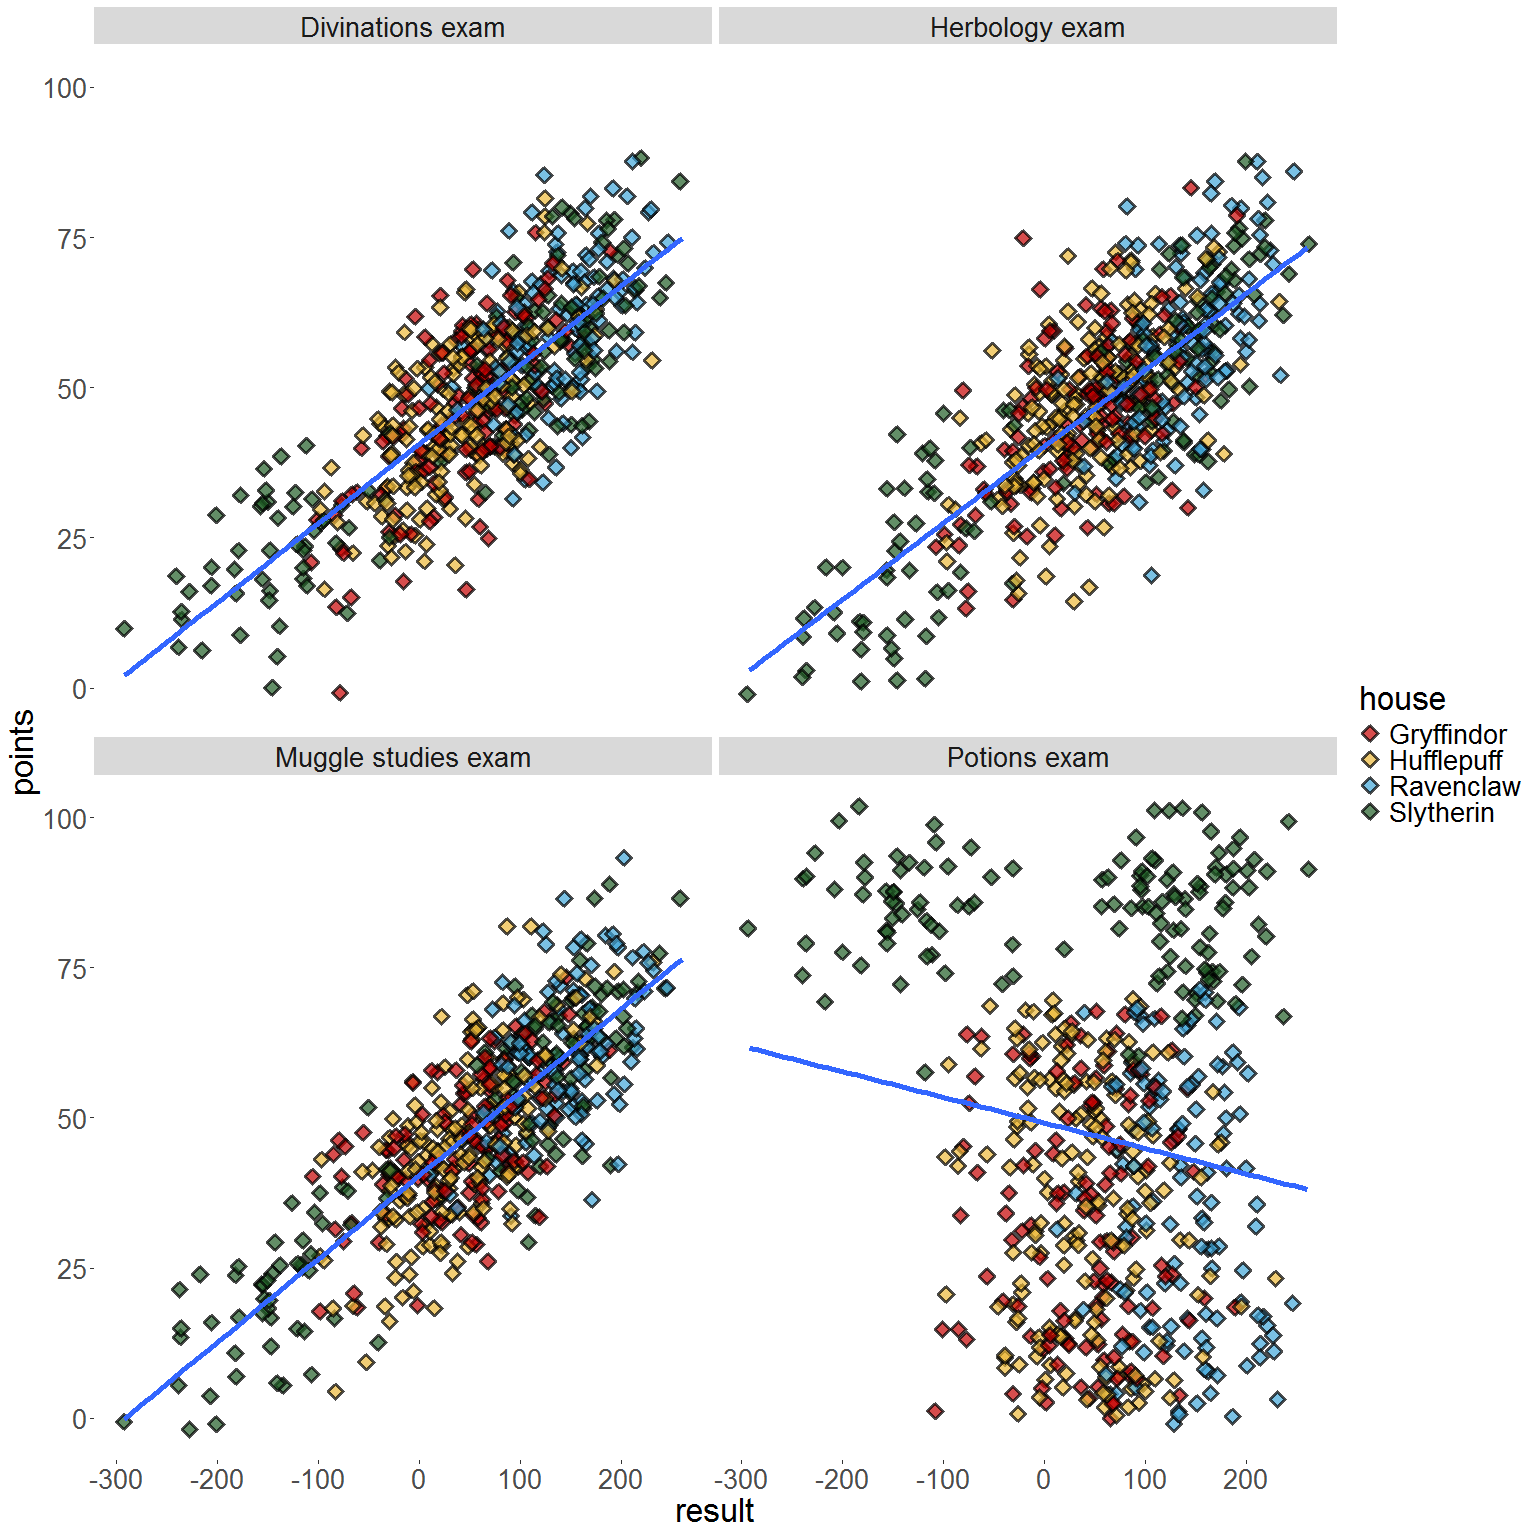 Divinations exam
Herbology exam
100
75
50
25
0
points
Muggle studies exam
Potions exam
100
75
50
25
0
-300 -200 -100 0 100 200
-300 -200 -100 0 100 200
result
house
Gryffindor
Hufflepuff
Ravenclaw
Slytherin